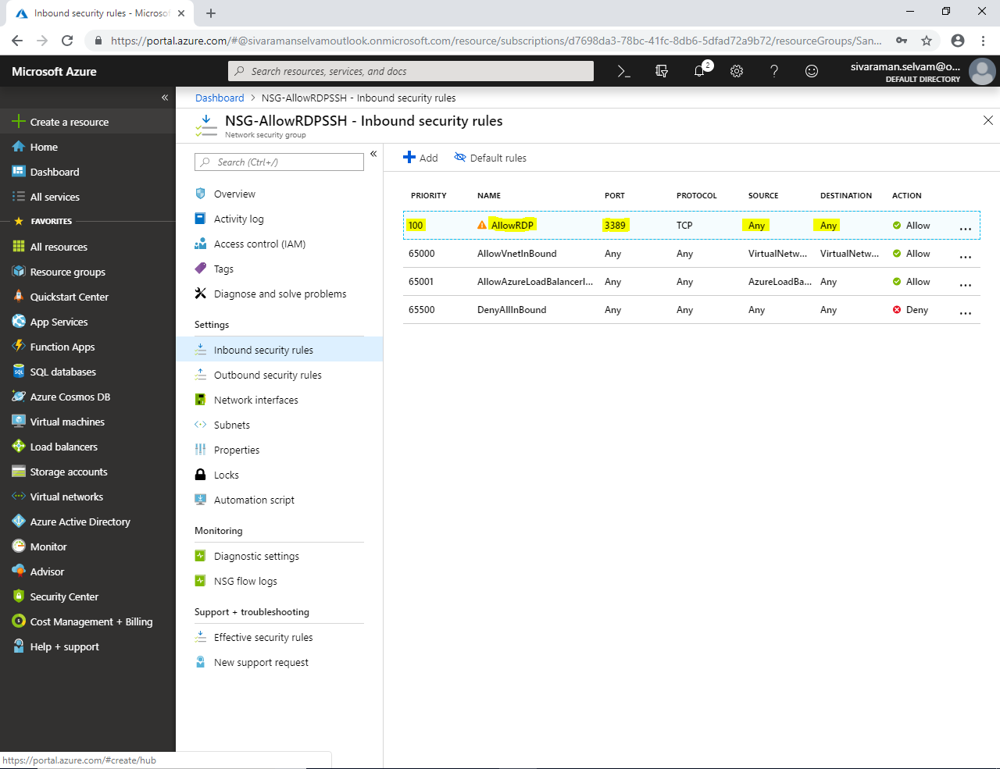 Inbound security rules - Microsof
https://portal.azure.com/#@sivaramanselvamoutlook.onmicrosoft.com/resource/subscriptions/d7698da3-78bc-41fc-8db6-5dfad72a9b72/resourceGroups/San...
Microsoft Azure
Search resources, services, and docs
2
sivaraman.selvam@o...
DEFAULT DIRECTORY
Dashboard > NSG-AllowRDPSSH - Inbound security rules
NSG-AllowRDPSSH - Inbound security rules
Network security group
Create a resource
Home
Dashboard
All services
FAVORITES
All resources
Resource groups
Quickstart Center
App Services
Function Apps
SQL databases
Azure Cosmos DB
Virtual machines
Load balancers
Storage accounts
Virtual networks
Azure Active Directory
Monitor
Advisor
Security Center
Cost Management + Billing
Help + support
https://portal.azure.com/#create/hub
Search (Ctrl+/)
Overview
Activity log
Access control (IAM)
Tags
Diagnose and solve problems
Settings
Inbound security rules
Outbound security rules
Network interfaces
Subnets
Properties
Locks
Automation script
Monitoring
Diagnostic settings
NSG flow logs
Support + troubleshooting
Effective security rules
New support request
Add Default rules
PRIORITY NAME PORT PROTOCOL SOURCE DESTINATION ACTION
100 AllowRDP 3389 TCP Any Any Allow ...
65000 AllowVnetInBound Any Any VirtualNetw... VirtualNetw... Allow ...
65001 AllowAzureLoadBalancerI... Any Any AzureLoadBa... Any Allow ...
65500 DenyAllInBound Any Any Any Any Deny ...